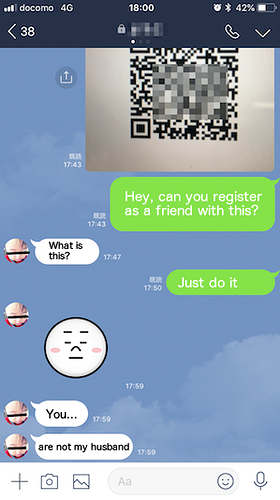 docomo 4G 18:00 42%
38
既読
17:43
Hey, can you register
as a friend with this?
既読
17:43
What is
this?
17:47
Just do it
既読
17:50
17:59
You...
17:59
are not my husband
17:59
Aa